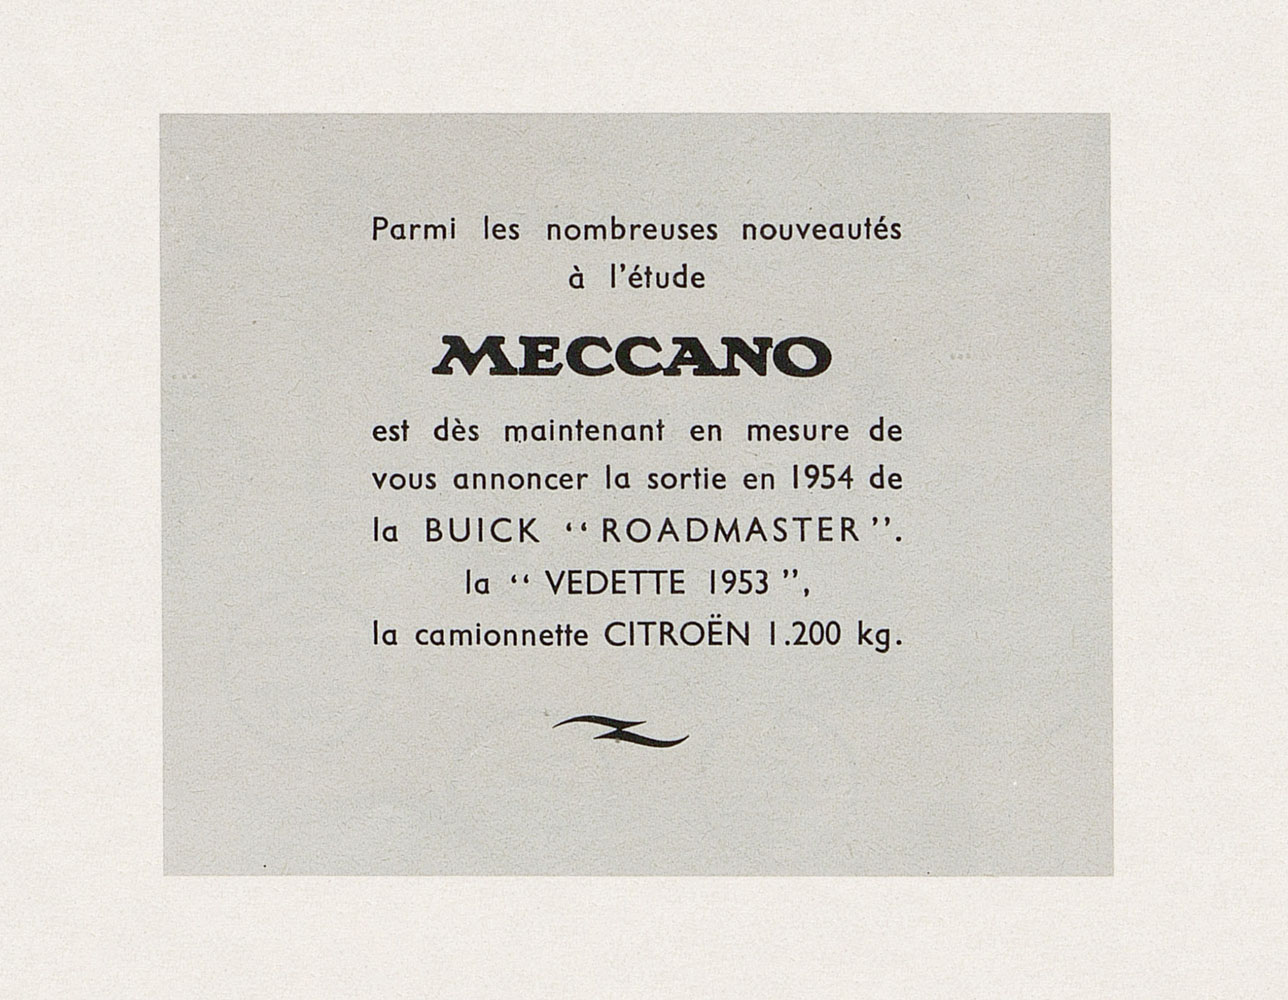 Parmi les nombreuses nouveautés
à l'étude
MECCANO
est dès maintenant en mesure de
vous annoncer la sortie en 1954 de
la BUICK “ ROADMASTER ”.
la “ VEDETTE 1953 ”,
la camionnette CITROËN 1.200 kg.